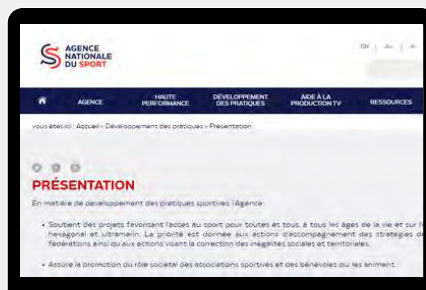 AGENCE
NATIONALE
DU SPORT
EN | A+ | A-
AGENCE
HAUTE
PERFORMANCE
DÉVELOPPEMENT
DES PRATIQUES
AIDE À LA
PRODUCTION TV
RESSOURCES
vous êtes ici : Accueil > Développement des pratiques > Présentation
PRÉSENTATION
En matière de développement des pratiques sportives, l'Agence :
• Soutient des projets favorisant l'accès au sport pour toutes et tous, à tous les âges de la vie et sur
hexagonal et ultramarin. La priorité est donnée aux actions d'accompagnement des stratégies
fédérations ainsi qu'aux actions visant la correction des inégalités sociales et territoriales.
• Assure la promotion du rôle sociétal des associations sportives et des bénévoles qui les animent.